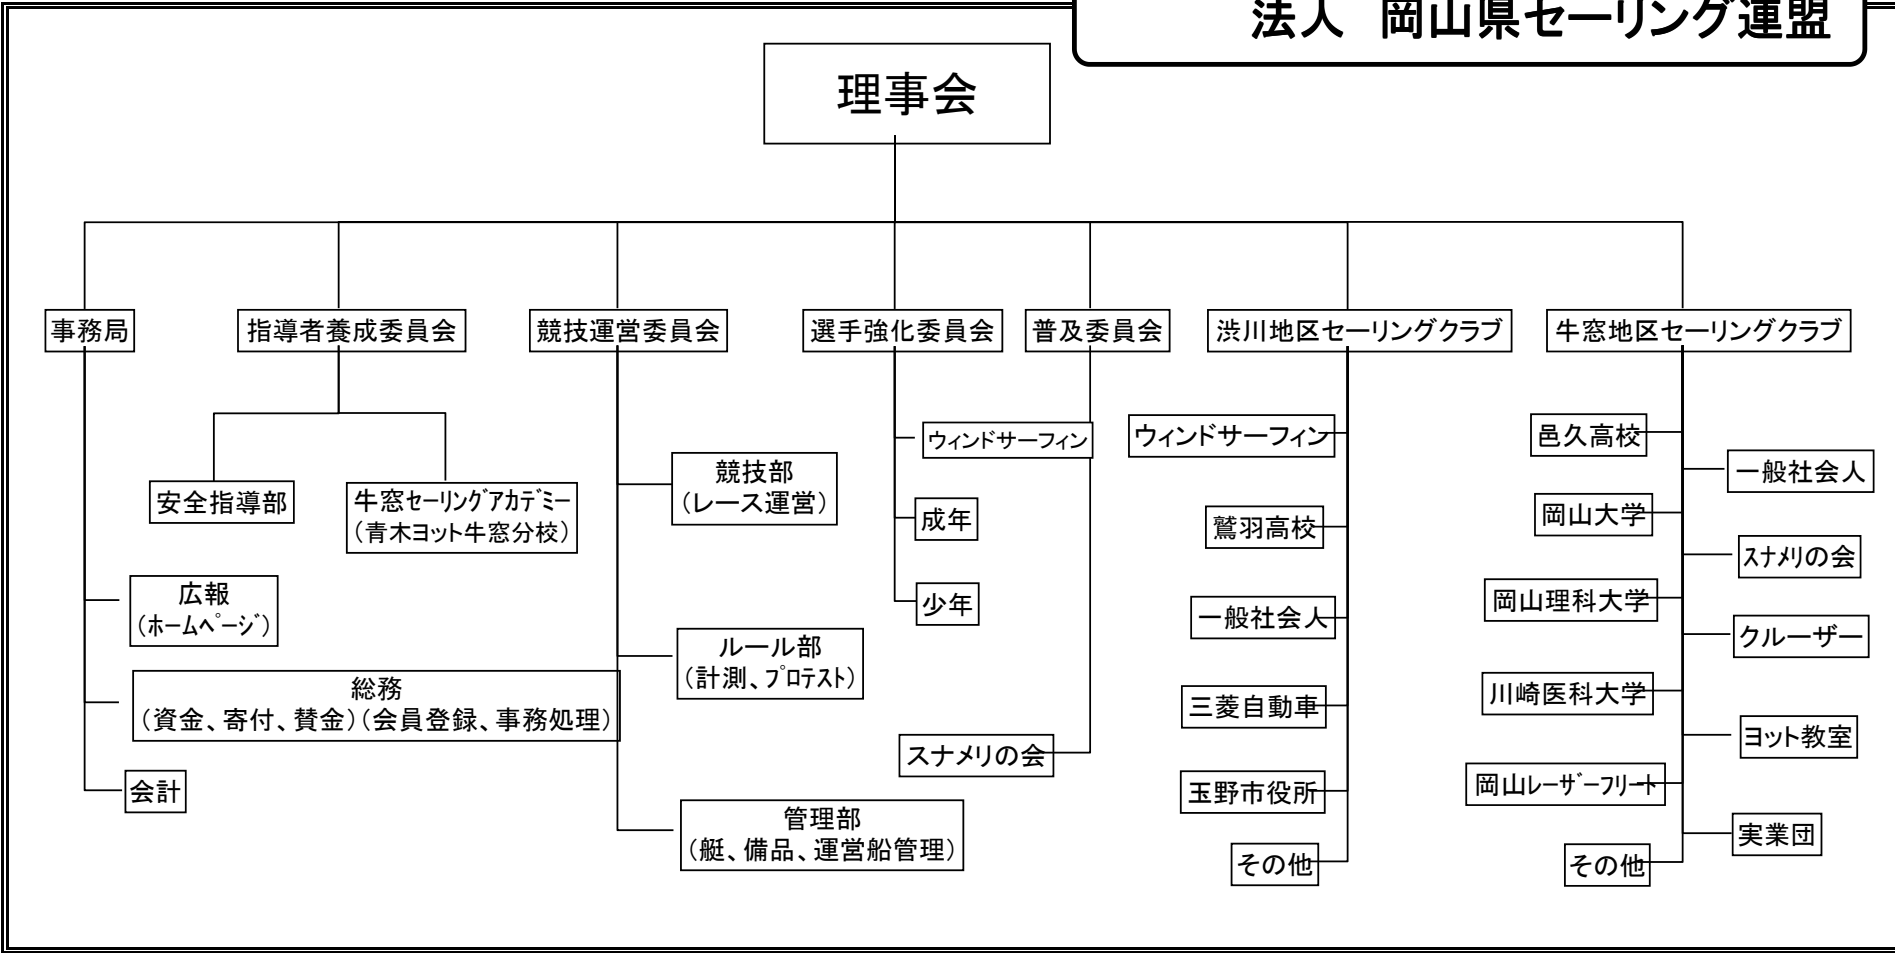 法人 岡山県セーリング連盟
理事会
事務局
指導者養成委員会
競技運営委員会
選手強化委員会
普及委員会
渋川地区セーリングクラブ
牛窓地区セーリングクラブ
安全指導部
牛窓ｾｰﾘﾝｸﾞｱｶﾃﾞﾐｰ
（青木ヨット牛窓分校）
広報
（ﾎｰﾑﾍﾟｰｼﾞ）
総務
（資金、寄付、賛金）（会員登録、事務処理）
会計
競技部
（レース運営）
ルール部
（計測、ﾌﾟﾛﾃｽﾄ）
管理部
（艇、備品、運営船管理）
ウィンドサーフィン
成年
少年
スナメリの会
ウィンドサーフィン
鷲羽高校
一般社会人
三菱自動車
玉野市役所
その他
邑久高校
岡山大学
岡山理科大学
川崎医科大学
岡山ﾚｰｻﾞｰﾌﾘｰﾄ
その他
一般社会人
ｽﾅﾒﾘの会
クルーザー
ﾖｯﾄ教室
実業団